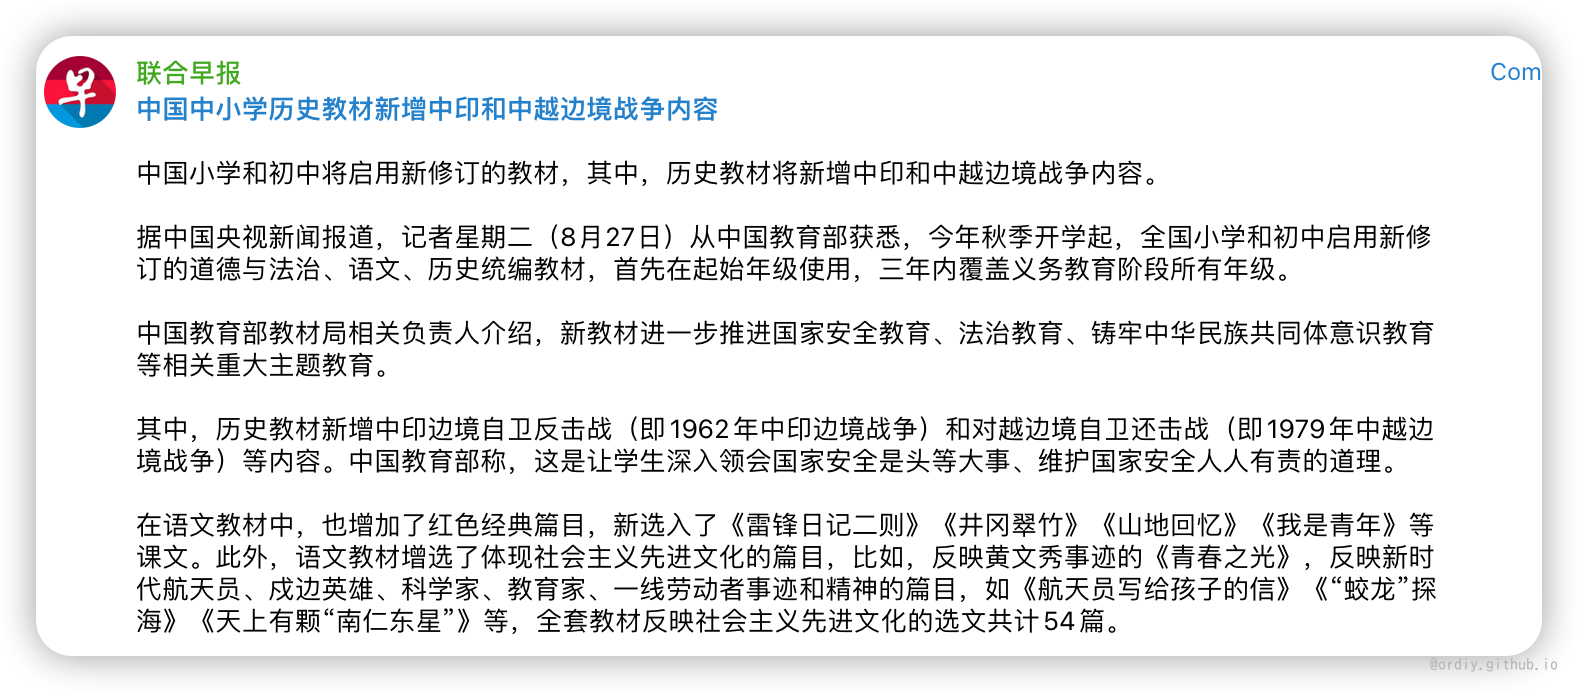 早
联合早报
Com
中国中小学历史教材新增中印和中越边境战争内容
中国小学和初中将启用新修订的教材，其中，历史教材将新增中印和中越边境战争内容。
据中国央视新闻报道，记者星期二（8月27日）从中国教育部获悉，今年秋季开学起，全国小学和初中启用新修
订的道德与法治、语文、历史统编教材，首先在起始年级使用，三年内覆盖义务教育阶段所有年级。
中国教育部教材局相关负责人介绍，新教材进一步推进国家安全教育、法治教育、铸牢中华民族共同体意识教育
等相关重大主题教育。
其中，历史教材新增中印边境自卫反击战（即1962年中印边境战争）和对越边境自卫还击战（即1979年中越边
境战争）等内容。中国教育部称，这是让学生深入领会国家安全是头等大事、维护国家安全人人有责的道理。
在语文教材中，也增加了红色经典篇目，新选入了《雷锋日记二则》《井冈翠竹》《山地回忆》《我是青年》等
课文。此外，语文教材增选了体现社会主义先进文化的篇目，比如，反映黄文秀事迹的《青春之光》，反映新时
代航天员、戍边英雄、科学家、教育家、一线劳动者事迹和精神的篇目，如《航天员写给孩子的信》《“蛟龙”探
海》《天上有颗“南仁东星”》等，全套教材反映社会主义先进文化的选文共计54篇。
@ordiy.github.io